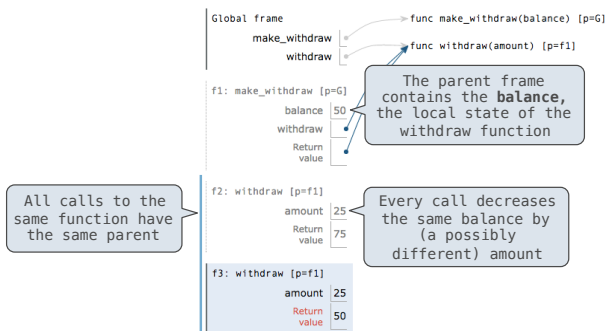 Global frame
make_withdraw
withdraw
func make_withdraw(balance) [p=G]
func withdraw(amount) [p=f1]
f1: make_withdraw [p=G]
balance 50
withdraw
Return
value
The parent frame
contains the balance,
the local state of the
withdraw function
All calls to the
same function have
the same parent
f2: withdraw [p=f1]
amount 25
Return
value 75
Every call decreases
the same balance by
(a possibly
different) amount
f3: withdraw [p=f1]
amount 25
Return
value 50